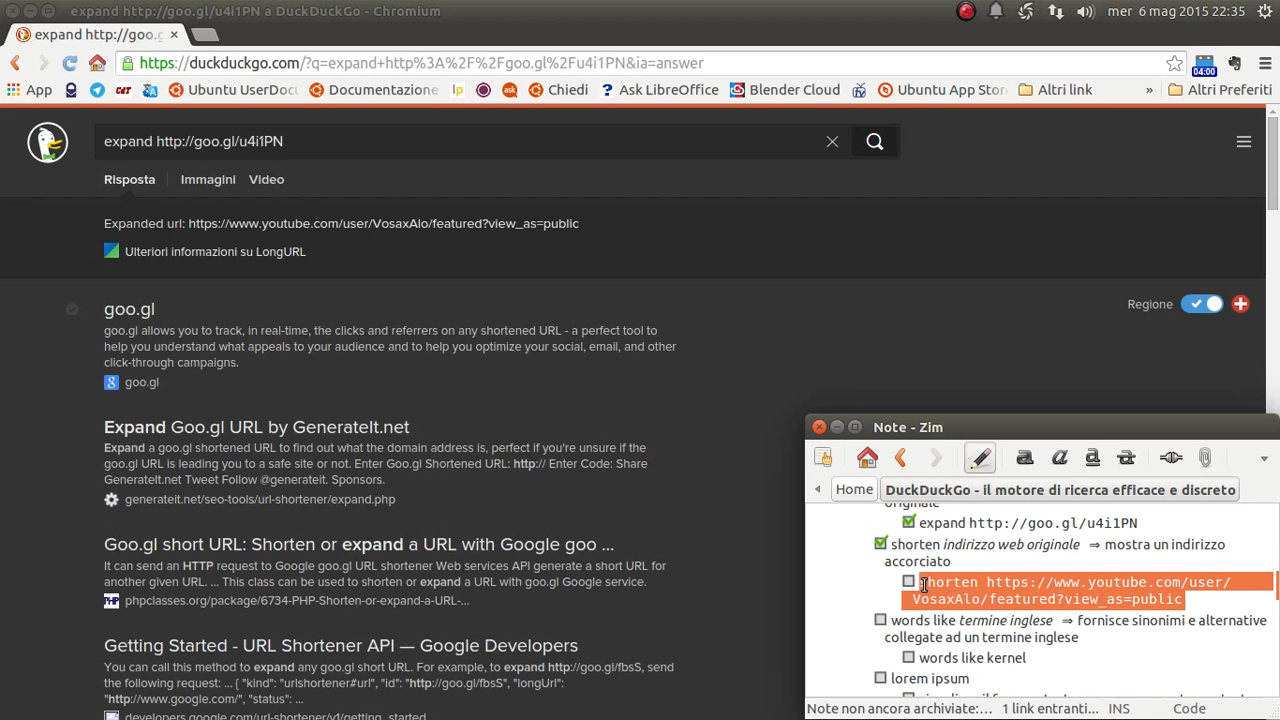 expand http://goo.gl/u4i1PN a DuckDuckGo - Chromium
mer 6 mag 2015 22:35
expand http://goo.g
https://duckduckgo.com/?q=expand+http%3A%2F%2Fgoo.gl%2Fu4i1PN&ia=answer
04:00
App
Ubuntu UserDocu
Documentazione
lp
ask
Chiedi
Ask LibreOffice
Blender Cloud
Ubuntu App Stor
Altri link
»
Altri Preferiti
expand http://goo.gl/u4i1PN
Risposta Immagini Video
Expanded url: https://www.youtube.com/user/VosaxAlo/featured?view_as=public
Ulteriori informazioni su LongURL
Regione
goo.gl
goo.gl allows you to track, in real-time, the clicks and referrers on any shortened URL - a perfect tool to
help you understand what appeals to your audience and to help you optimize your social, email, and other
click-through campaigns.
goo.gl
Expand Goo.gl URL by GenerateIt.net
Expand a goo.gl shortened URL to find out what the domain address is, perfect if you're unsure if the
goo.gl URL is leading you to a safe site or not. Enter Goo.gl Shortened URL: http:// Enter Code: Share
GenerateIt.net Tweet Follow @generateit. Sponsors.
generateit.net/seo-tools/url-shortener/expand.php
Goo.gl short URL: Shorten or expand a URL with Google goo ...
It can send an HTTP request to Google goo.gl URL shortener Web services API generate a short URL for
another given URL. ... This class can be used to shorten or expand a URL with goo.gl Google service.
PHP
phpclasses.org/package/6734-PHP-Shorten-or-expand-a-URL-...
Getting Started - URL Shortener API — Google Developers
You can call this method to expand any goo.gl short URL. For example, to expand http://goo.gl/fbsS, send
the following request: ... { "kind": "urlshortener#url", "id": "http://goo.gl/fbsS", "longUrl":
"http://www.google.com/", "status": ...
developers.google.com/url-shortener/v1/getting_started
Note - Zim
Home
DuckDuckGo - il motore di ricerca efficace e discreto
originale
expand http://goo.gl/u4i1PN
shorten indirizzo web originale ⇒ mostra un indirizzo
accorciato
shorten https://www.youtube.com/user/
VosaxAlo/featured?view_as=public
words like termine inglese ⇒ fornisce sinonimi e alternative
collegate ad un termine inglese
words like kernel
lorem ipsum
Note non ancora archiviate:... 1 link entranti... INS Code